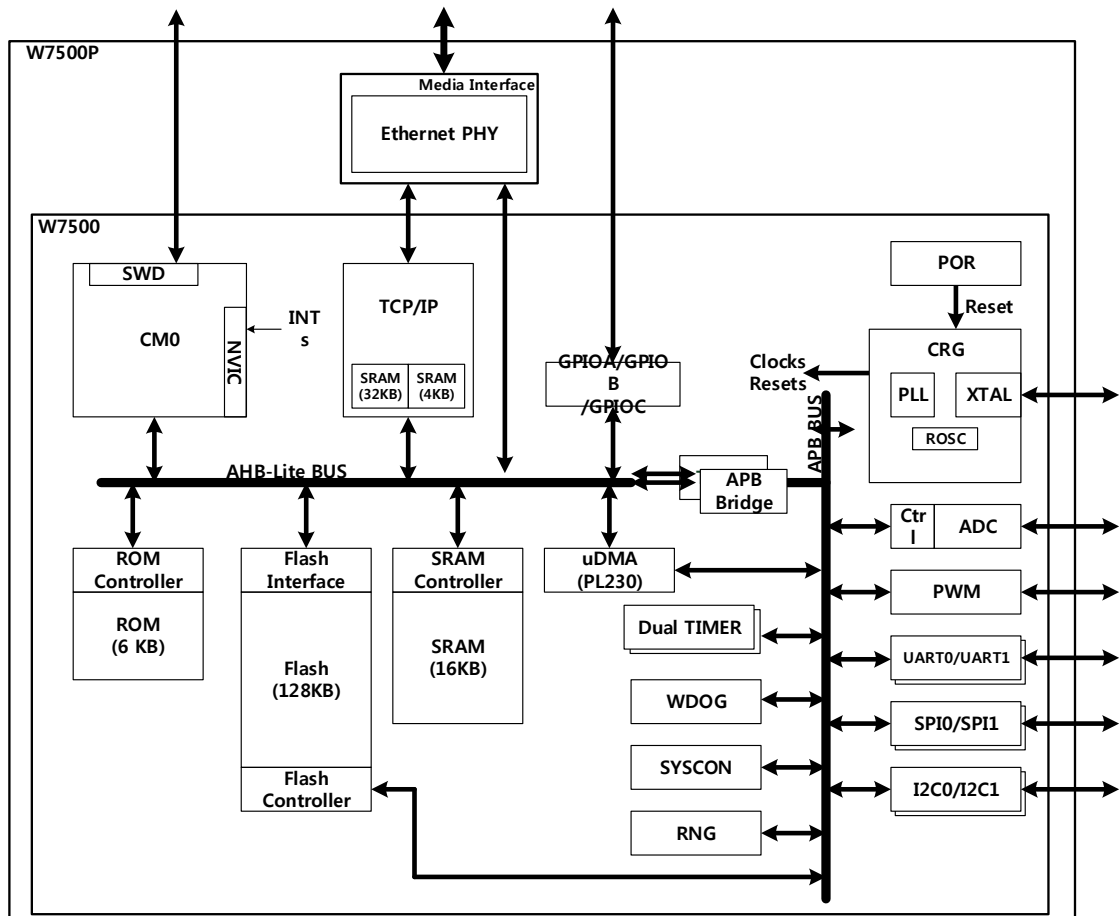 W7500P
Media Interface
Ethernet PHY
W7500
SWD
CM0
NVIC
INT
s
TCP/IP
SRAM
(32KB)
SRAM
(4KB)
GPIOA/GPIO
B
/GPIOC
POR
Reset
CRG
Clocks
Resets
PLL
XTAL
ROSC
APB BUS
AHB-Lite BUS
APB
Bridge
Ctr
l
ADC
ROM
Controller
ROM
(6 KB)
Flash
Interface
Flash
(128KB)
Flash
Controller
SRAM
Controller
SRAM
(16KB)
uDMA
(PL230)
PWM
Dual TIMER
UART0/UART1
WDOG
SPI0/SPI1
SYSCON
I2C0/I2C1
RNG